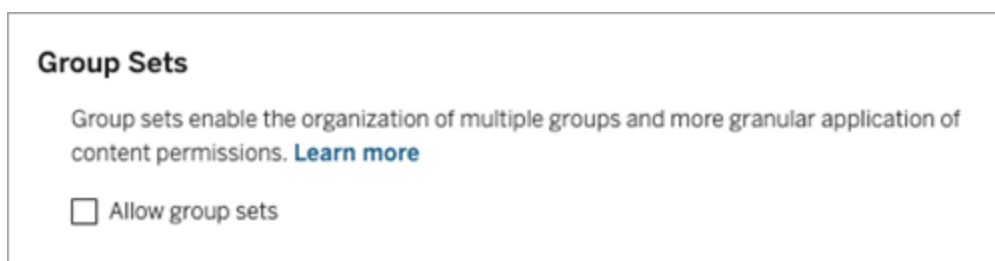 Group Sets
Group sets enable the organization of multiple groups and more granular application of
content permissions. Learn more
Allow group sets